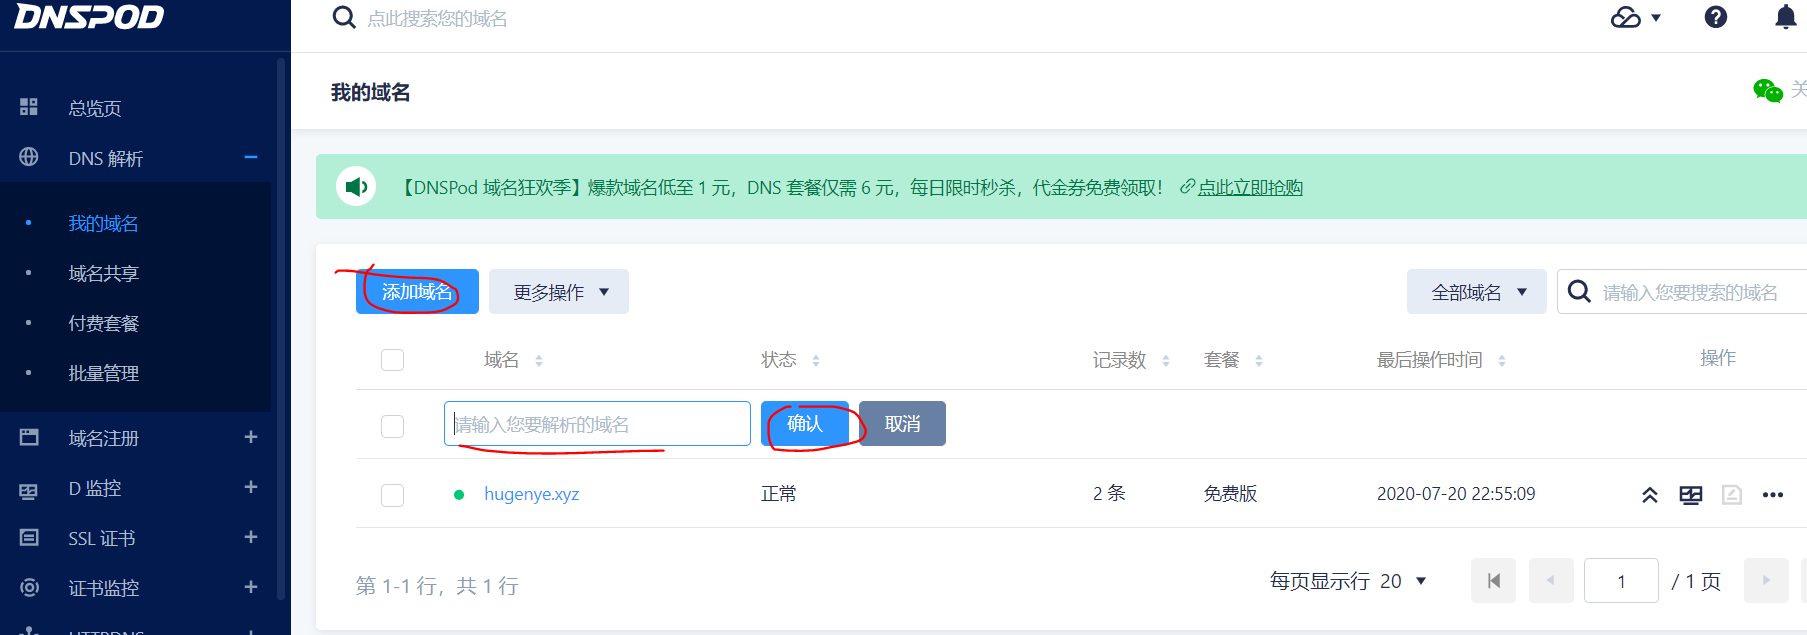 DNSPOD
点此搜索您的域名
总览页
DNS 解析
我的域名
域名共享
付费套餐
批量管理
域名注册
D 监控
SSL 证书
证书监控
HTTPDNS
我的域名
关
【DNSPod 域名狂欢季】爆款域名低至 1 元，DNS 套餐仅需 6 元，每日限时秒杀，代金券免费领取！ 点此立即抢购
添加域名 更多操作 全部域名 请输入您要搜索的域名
域名 状态 记录数 套餐 最后操作时间 操作
请输入您要解析的域名 确认 取消
hugenye.xyz 正常 2 条 免费版 2020-07-20 22:55:09
第 1-1 行，共 1 行 每页显示行 20 1 / 1 页